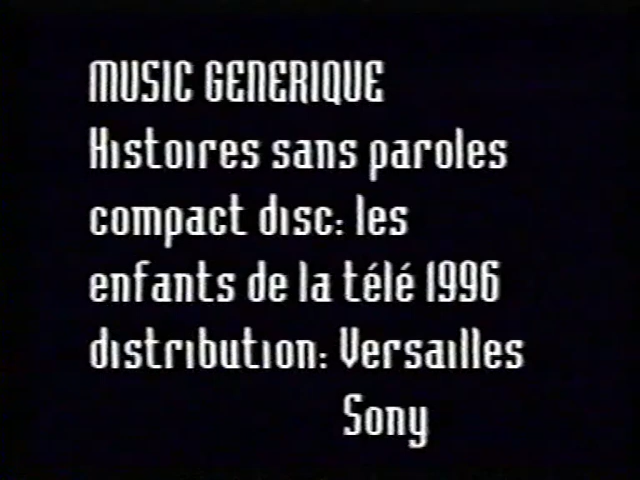 MUSIC GENERIQUE
Histoires sans paroles
compact disc: les
enfants de la télé 1996
distribution: Versailles
Sony